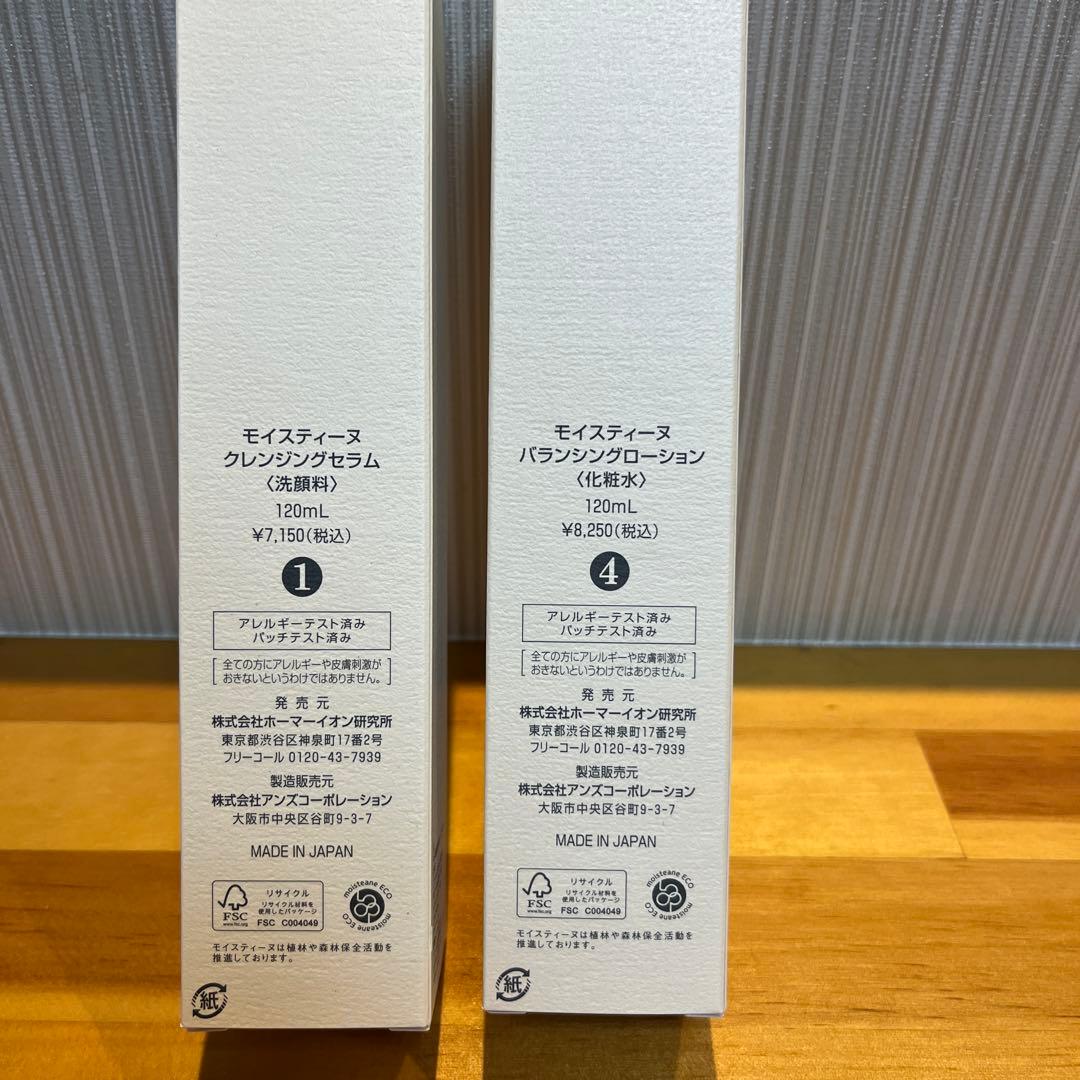 モイスティーヌ
クレンジングセラム
〈洗顔料〉
120mL
¥7,150(税込)
1
アレルギーテスト済み
パッチテスト済み
全ての方にアレルギーや皮膚刺激が
おきないというわけではありません。
発売元
株式会社ホーマーイオン研究所
東京都渋谷区神泉町17番2号
フリーコール 0120-43-7939
製造販売元
株式会社アンズコーポレーション
大阪市中央区谷町9-3-7
MADE IN JAPAN
FSC
www.fsc.org
リサイクル
リサイクル材料を
使用したパッケージ
FSC C004049
moisteane ECO
moisteane ECO
モイスティーヌは植林や森林保全活動を
推進しております。
紙
モイスティーヌ
バランシングローション
〈化粧水〉
120mL
¥8,250(税込)
4
アレルギーテスト済み
パッチテスト済み
全ての方にアレルギーや皮膚刺激が
おきないというわけではありません。
発売元
株式会社ホーマーイオン研究所
東京都渋谷区神泉町17番2号
フリーコール 0120-43-7939
製造販売元
株式会社アンズコーポレーション
大阪市中央区谷町9-3-7
MADE IN JAPAN
FSC
www.fsc.org
リサイクル
リサイクル材料を
使用したパッケージ
FSC C004049
moisteane ECO
moisteane ECO
モイスティーヌは植林や森林保全活動を
推進しております。
紙